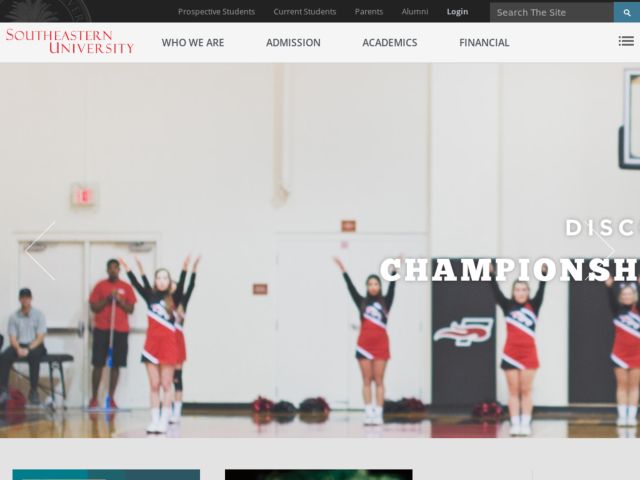 Prospective Students Current Students Parents Alumni Login Search The Site
SOUTHEASTERN
UNIVERSITY
WHO WE ARE ADMISSION ACADEMICS FINANCIAL
DISC
CHAMPIONSH